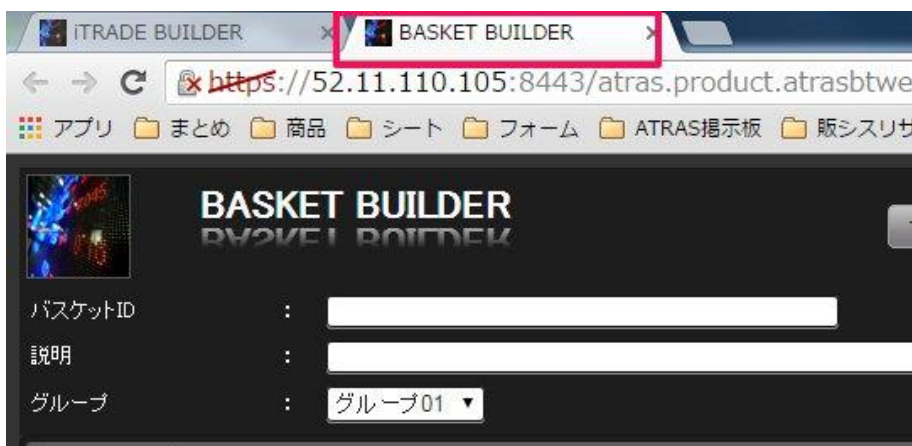 iTRADE BUILDER
BASKET BUILDER
https://52.11.110.105:8443/atras.product.atrasbtwe
アプリ まとめ 商品 シート フォーム ATRAS掲示板 販シスリサ
BASKET BUILDER
バスケットID :
説明 :
グループ : グループ01